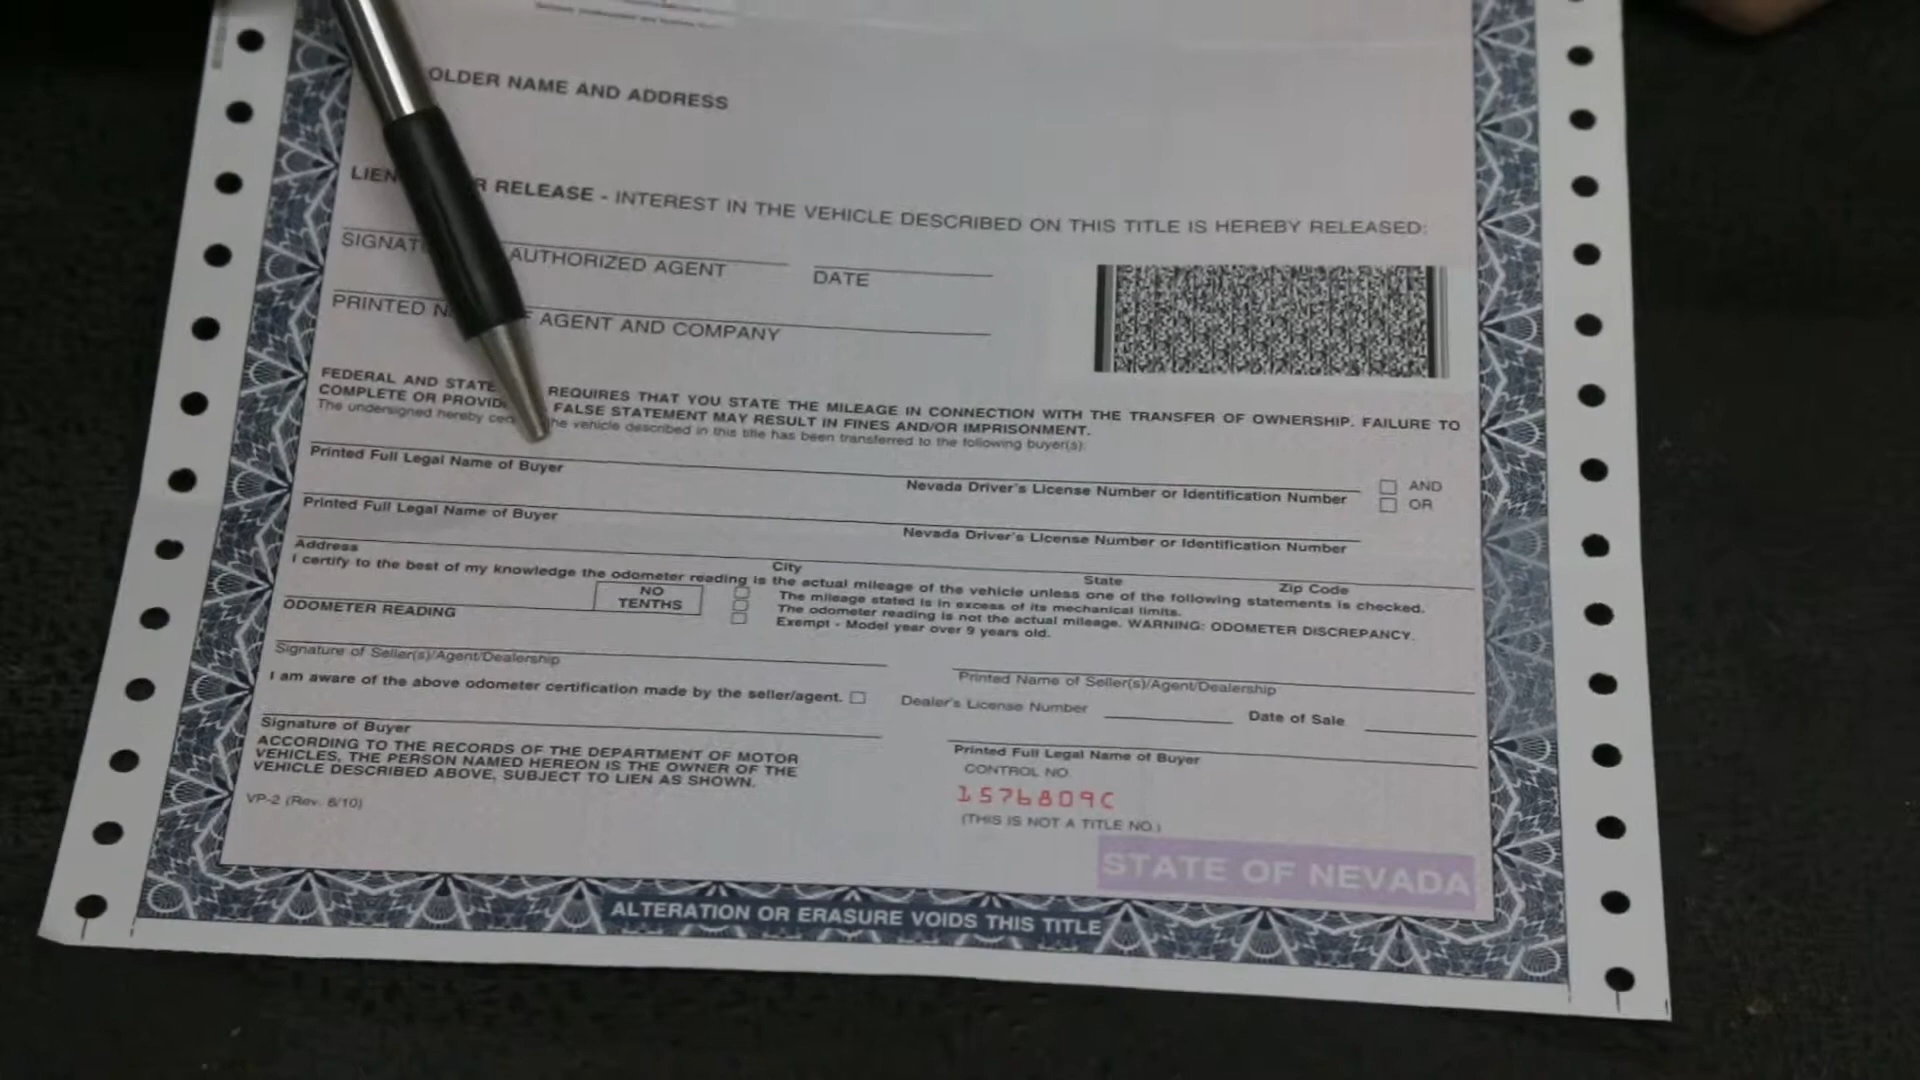 OLDER NAME AND ADDRESS
LIEN R RELEASE - INTEREST IN THE VEHICLE DESCRIBED ON THIS TITLE IS HEREBY RELEASED:
SIGNAT AUTHORIZED AGENT DATE
PRINTED N F AGENT AND COMPANY
FEDERAL AND STATE REQUIRES THAT YOU STATE THE MILEAGE IN CONNECTION WITH THE TRANSFER OF OWNERSHIP. FAILURE TO
COMPLETE OR PROVID FALSE STATEMENT MAY RESULT IN FINES AND/OR IMPRISONMENT.
The undersigned hereby cer he vehicle described in this title has been transferred to the following buyer(s):
Printed Full Legal Name of Buyer Nevada Driver's License Number or Identification Number
AND
OR
Printed Full Legal Name of Buyer Nevada Driver's License Number or Identification Number
Address City State Zip Code
I certify to the best of my knowledge the odometer reading is the actual mileage of the vehicle unless one of the following statements is checked.
NO TENTHS
The mileage stated is in excess of its mechanical limits.
The odometer reading is not the actual mileage. WARNING: ODOMETER DISCREPANCY.
Exempt - Model year over 9 years old.
ODOMETER READING
Signature of Seller(s)/Agent/Dealership Printed Name of Seller(s)/Agent/Dealership
I am aware of the above odometer certification made by the seller/agent. Dealer's License Number Date of Sale
Signature of Buyer Printed Full Legal Name of Buyer
ACCORDING TO THE RECORDS OF THE DEPARTMENT OF MOTOR
VEHICLES, THE PERSON NAMED HEREON IS THE OWNER OF THE
VEHICLE DESCRIBED ABOVE, SUBJECT TO LIEN AS SHOWN.
VP-2 (Rev. 6/10)
CONTROL NO.
1576809C
(THIS IS NOT A TITLE NO.)
STATE OF NEVADA
ALTERATION OR ERASURE VOIDS THIS TITLE